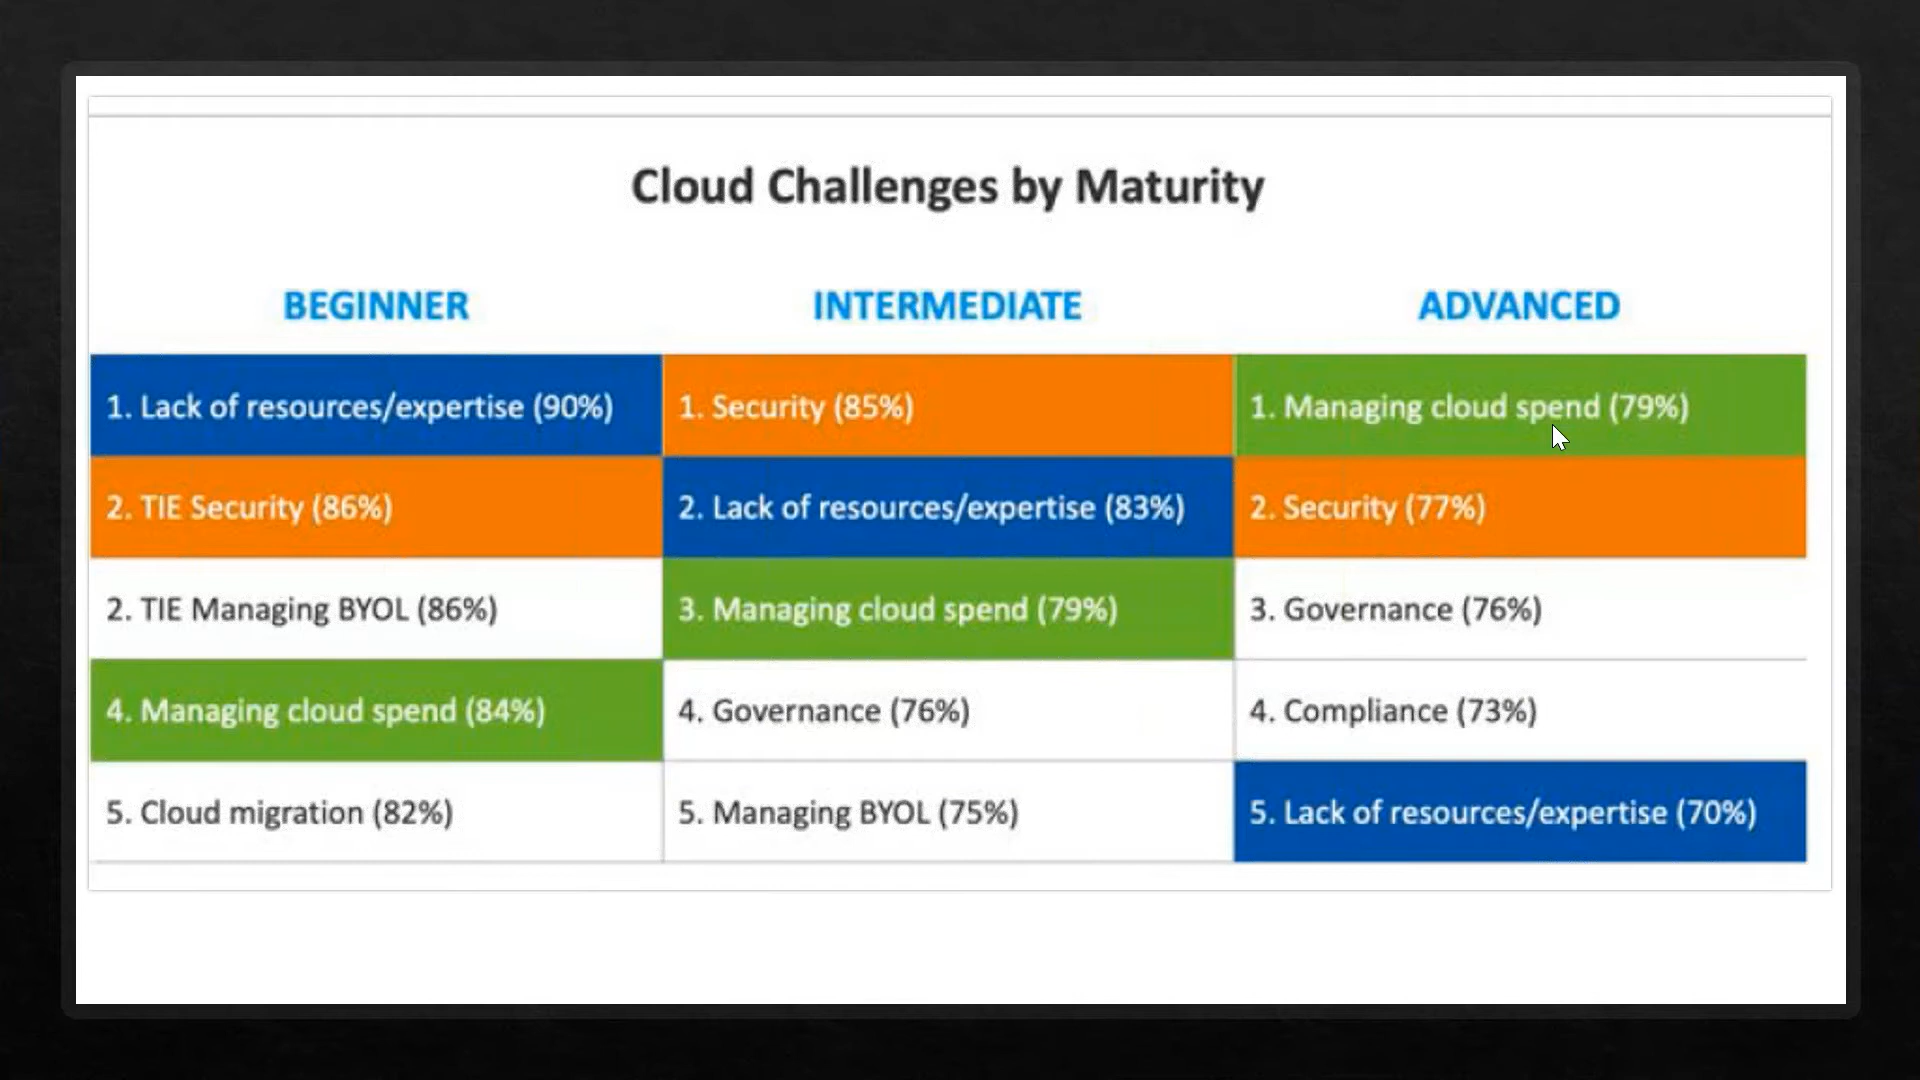 Cloud Challenges by Maturity
BEGINNER
INTERMEDIATE
ADVANCED
1. Lack of resources/expertise (90%)
1. Security (85%)
1. Managing cloud spend (79%)
2. TIE Security (86%)
2. Lack of resources/expertise (83%)
2. Security (77%)
2. TIE Managing BYOL (86%)
3. Managing cloud spend (79%)
3. Governance (76%)
4. Managing cloud spend (84%)
4. Governance (76%)
4. Compliance (73%)
5. Cloud migration (82%)
5. Managing BYOL (75%)
5. Lack of resources/expertise (70%)